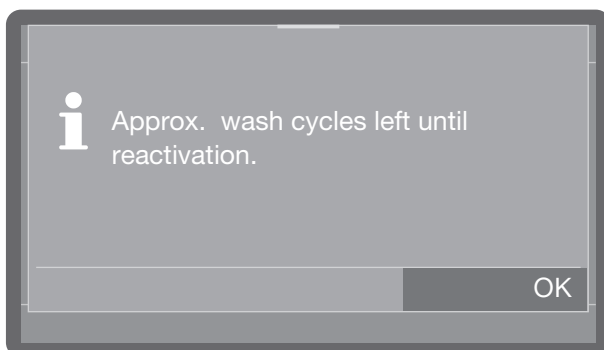 Approx.  wash cycles left until
reactivation.
OK